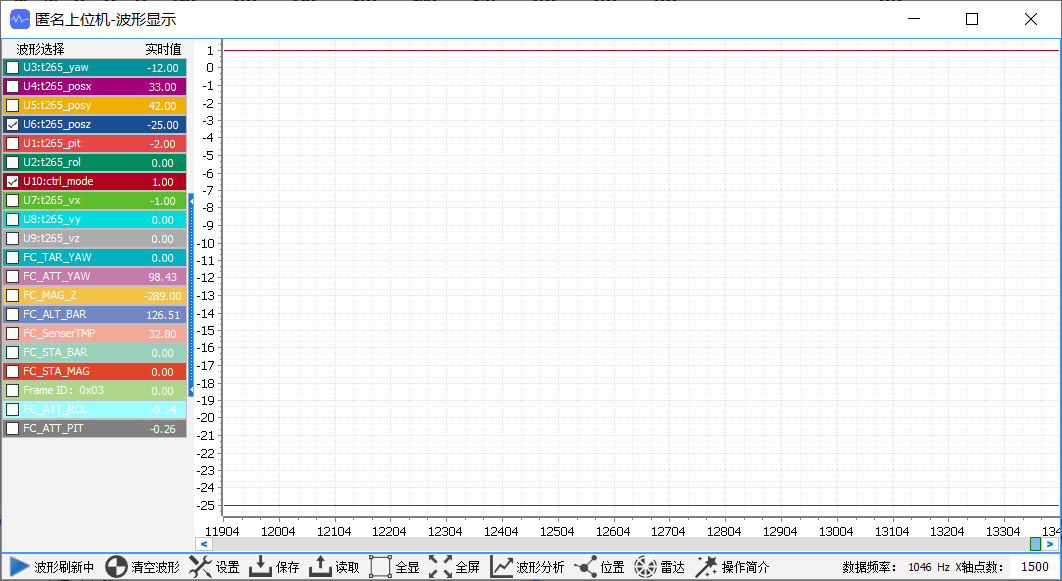 匿名上位机-波形显示
波形选择 实时值
U3:t265_yaw -12.00
U4:t265_posx 33.00
U5:t265_posy 42.00
U6:t265_posz -25.00
U1:t265_pit -2.00
U2:t265_rol 0.00
U10:ctrl_mode 1.00
U7:t265_vx -1.00
U8:t265_vy 0.00
U9:t265_vz 0.00
FC_TAR_YAW 0.00
FC_ATT_YAW 98.43
FC_MAG_Z -289.00
FC_ALT_BAR 126.51
FC_SenserTMP 32.80
FC_STA_BAR 0.00
FC_STA_MAG 0.00
Frame ID: 0x03 0.00
FC_ATT_ROL -0.14
FC_ATT_PIT -0.26
1
0
-1
-2
-3
-4
-5
-6
-7
-8
-9
-10
-11
-12
-13
-14
-15
-16
-17
-18
-19
-20
-21
-22
-23
-24
-25
11904 12004 12104 12204 12304 12404 12504 12604 12704 12804 12904 13004 13104 13204 13304 134
波形刷新中 清空波形 设置 保存 读取 全显 全屏 波形分析 位置 雷达 操作简介 数据频率： 1046 Hz X轴点数： 1500